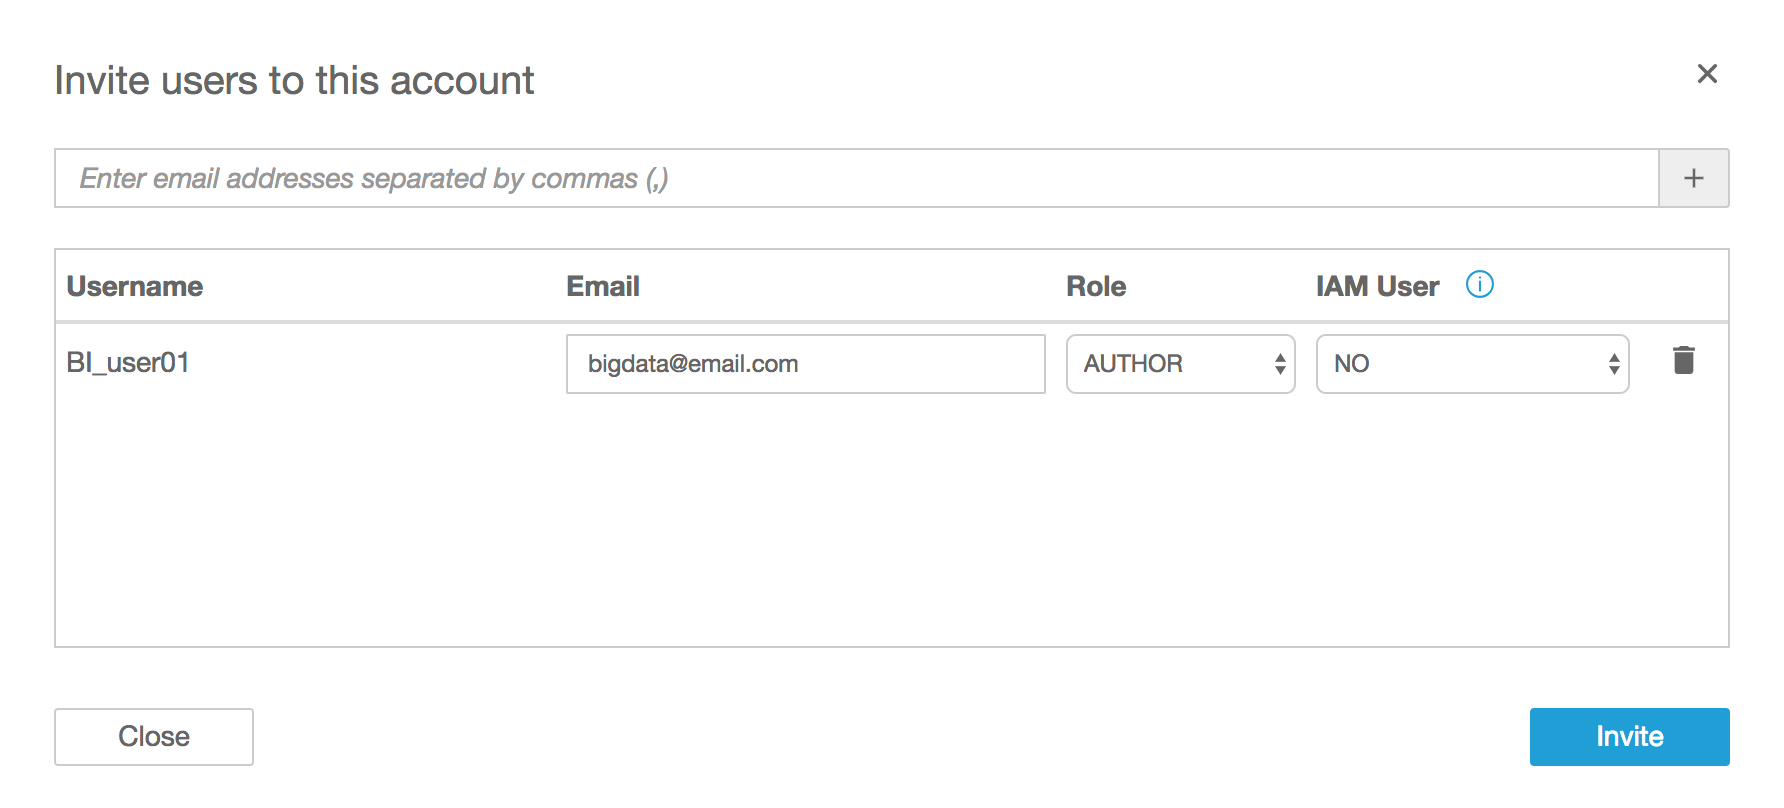 Invite users to this account
Enter email addresses separated by commas (,)
Username Email Role IAM User
BI_user01 bigdata@email.com AUTHOR NO
Close Invite